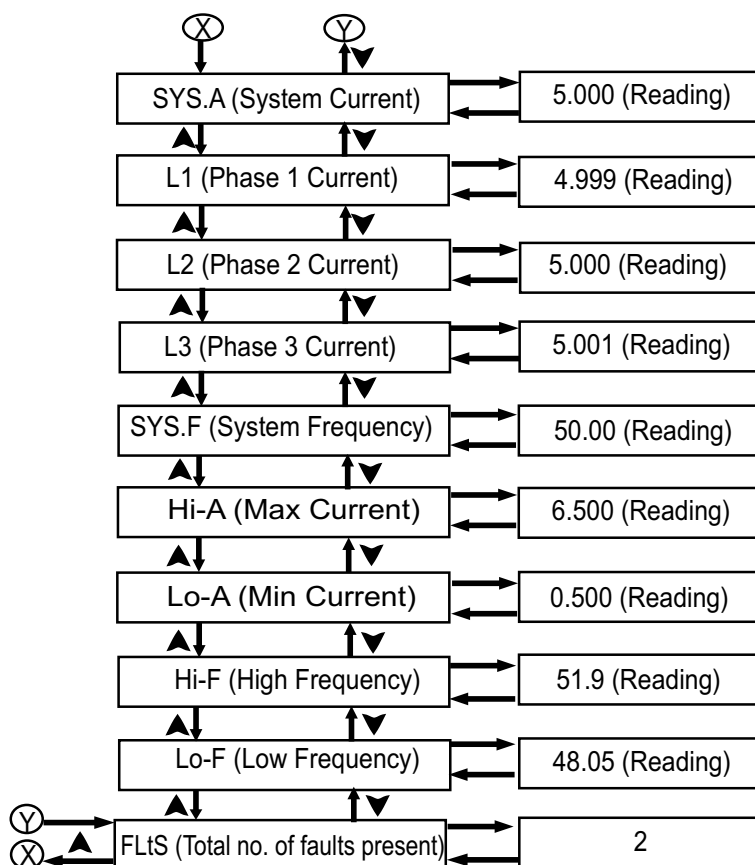 X Y
SYS.A (System Current) 5.000 (Reading)
L1 (Phase 1 Current) 4.999 (Reading)
L2 (Phase 2 Current) 5.000 (Reading)
L3 (Phase 3 Current) 5.001 (Reading)
SYS.F (System Frequency) 50.00 (Reading)
Hi-A (Max Current) 6.500 (Reading)
Lo-A (Min Current) 0.500 (Reading)
Hi-F (High Frequency) 51.9 (Reading)
Lo-F (Low Frequency) 48.05 (Reading)
Y
X
FLtS (Total no. of faults present) 2